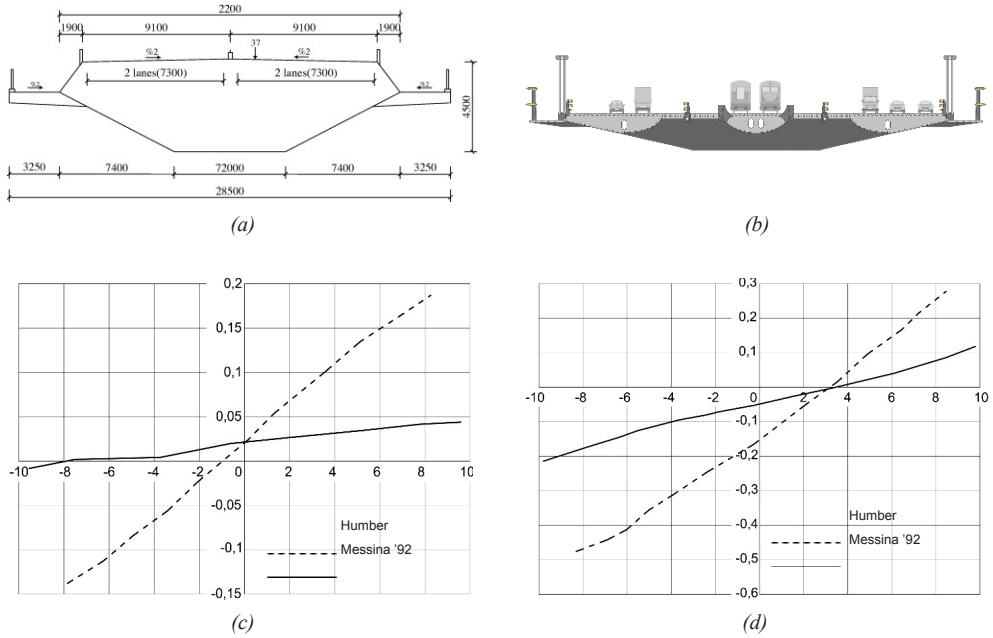 2200
1900 9100 9100 1900
%2 37 %2
2 lanes(7300) 2 lanes(7300)
%2 %2
4500
3250 7400 72000 7400 3250
28500
(a) (b)
0,2
0,15
0,1
0,05
-10 -8 -6 -4 -2 0 2 4 6 8 10
-0,05
-0,1
-0,15
Humber
Messina '92
(c)
0,3
0,2
0,1
-10 -8 -6 -4 -2 0 2 4 6 8 10
-0,1
-0,2
-0,3
-0,4
-0,5
-0,6
Humber
Messina '92
(d)